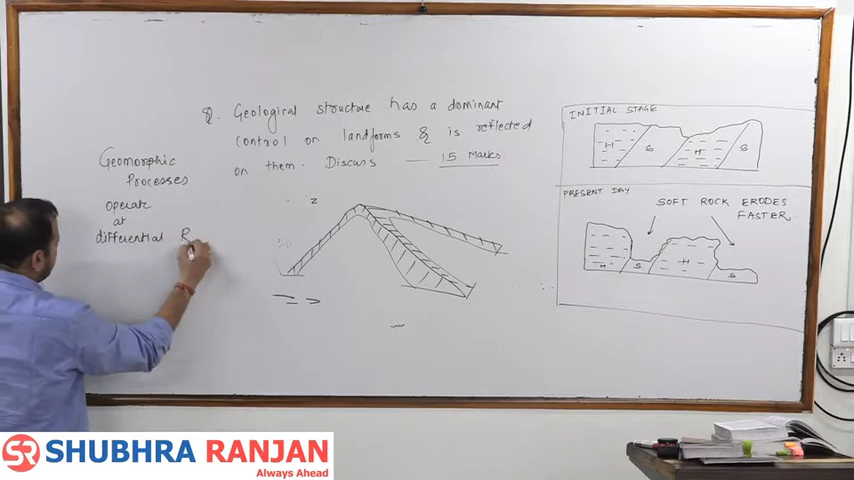 Q. Geological structure has a dominant
control on landforms & is reflected
on them. Discuss — 15 Marks.
Geomorphic
Processes
operate
at
differential R
INITIAL STAGE
H S H S
PRESENT DAY
SOFT ROCK ERODES
FASTER
H S H S
SR SHUBHRA RANJAN
Always Ahead